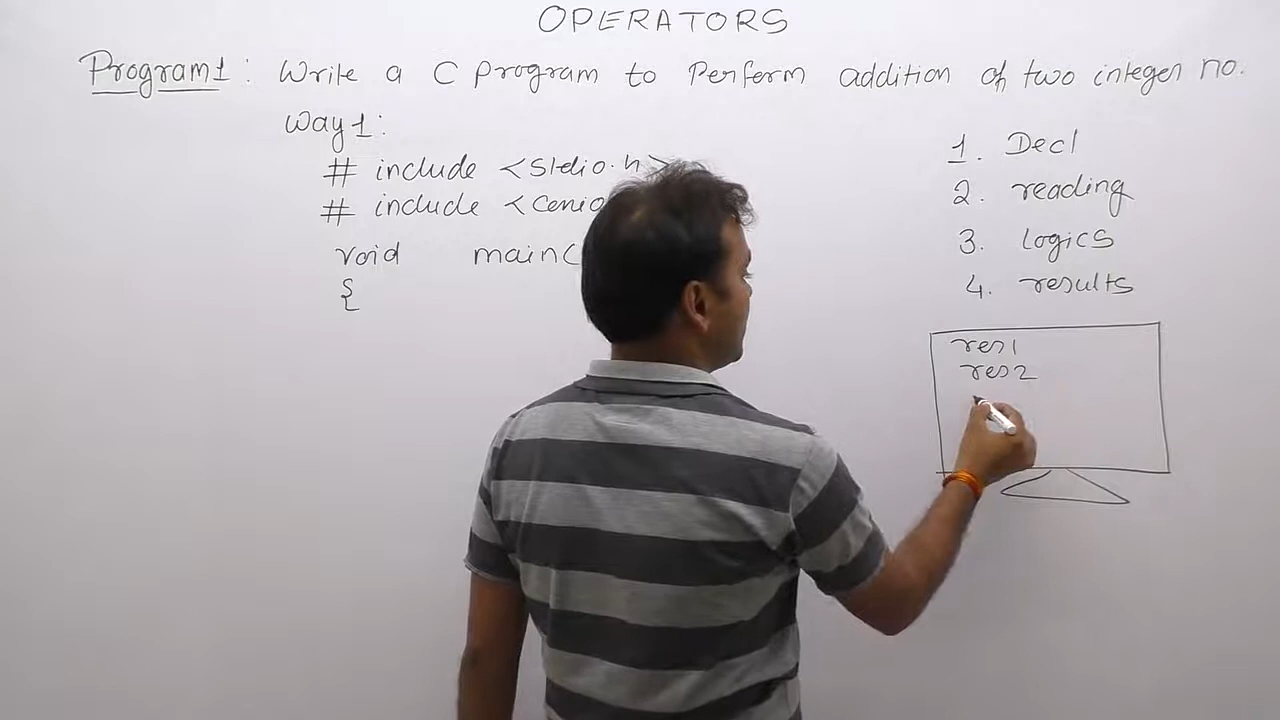 OPERATORS
Program1: Write a C program to perform addition of two integer no.
Way1:
# include <stdio.h>
# include <conio
void main(
{
1. Decl
2. reading
3. logics
4. results
res1
res2